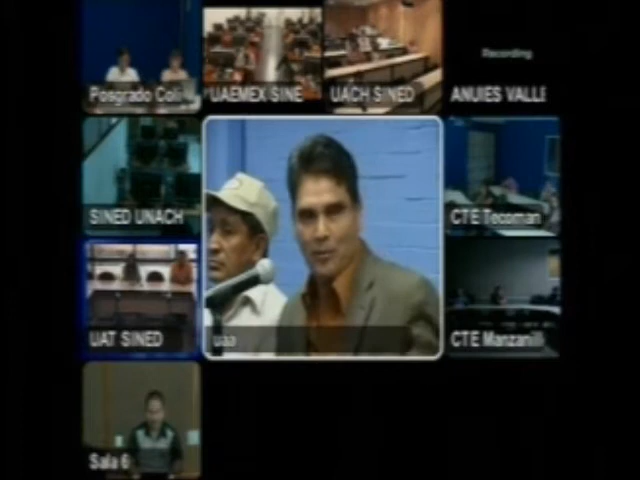 Recording
Posgrado Coli
UAEMEX SINE
UACH SINED
ANUIES VALLE
SINED UNACH
CTE Tecoman
UAT SINED
uaa
CTE Manzanill
Sala 6